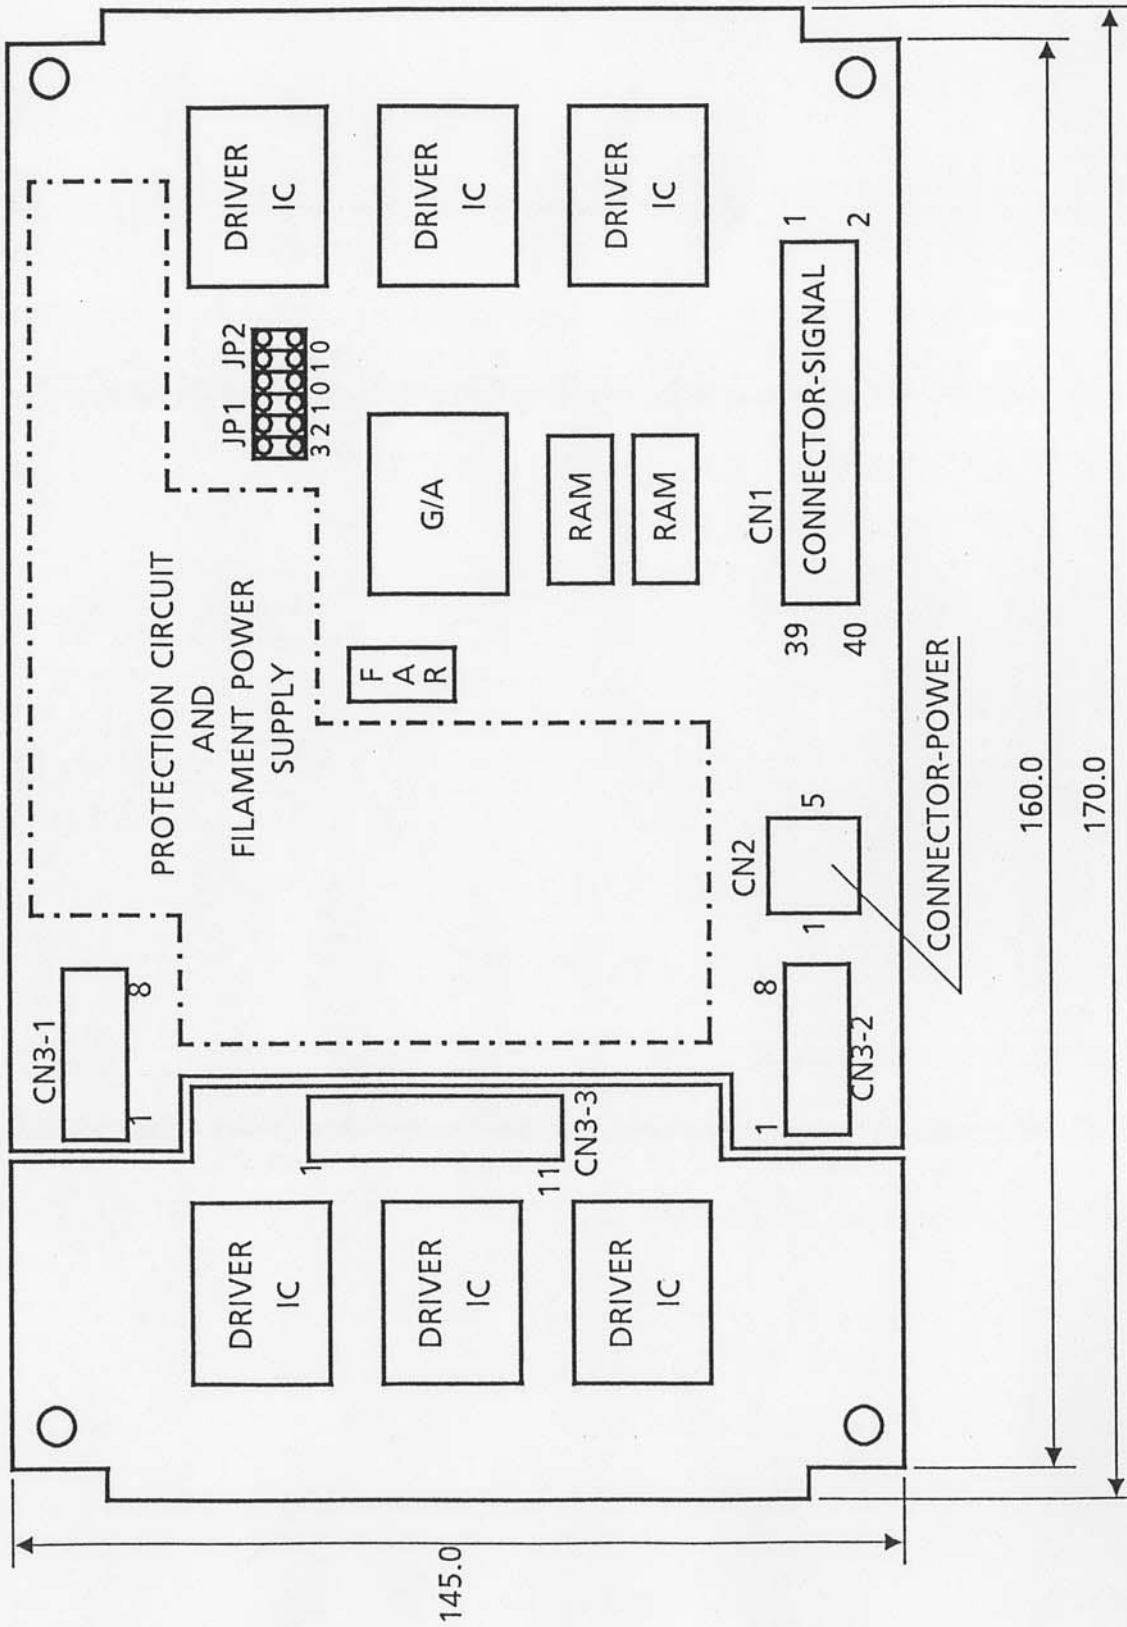 CN3-1
1
8
PROTECTION CIRCUIT
AND
FILAMENT POWER
SUPPLY
JP1 JP2
3 2 1 0 1 0
DRIVER
IC
DRIVER
IC
DRIVER
IC
F
A
R
G/A
RAM
RAM
DRIVER
IC
DRIVER
IC
DRIVER
IC
1
11
CN3-3
1
8
CN3-2
CN2
1
5
CN1
39
40
CONNECTOR-SIGNAL
1
2
CONNECTOR-POWER
145.0
160.0
170.0